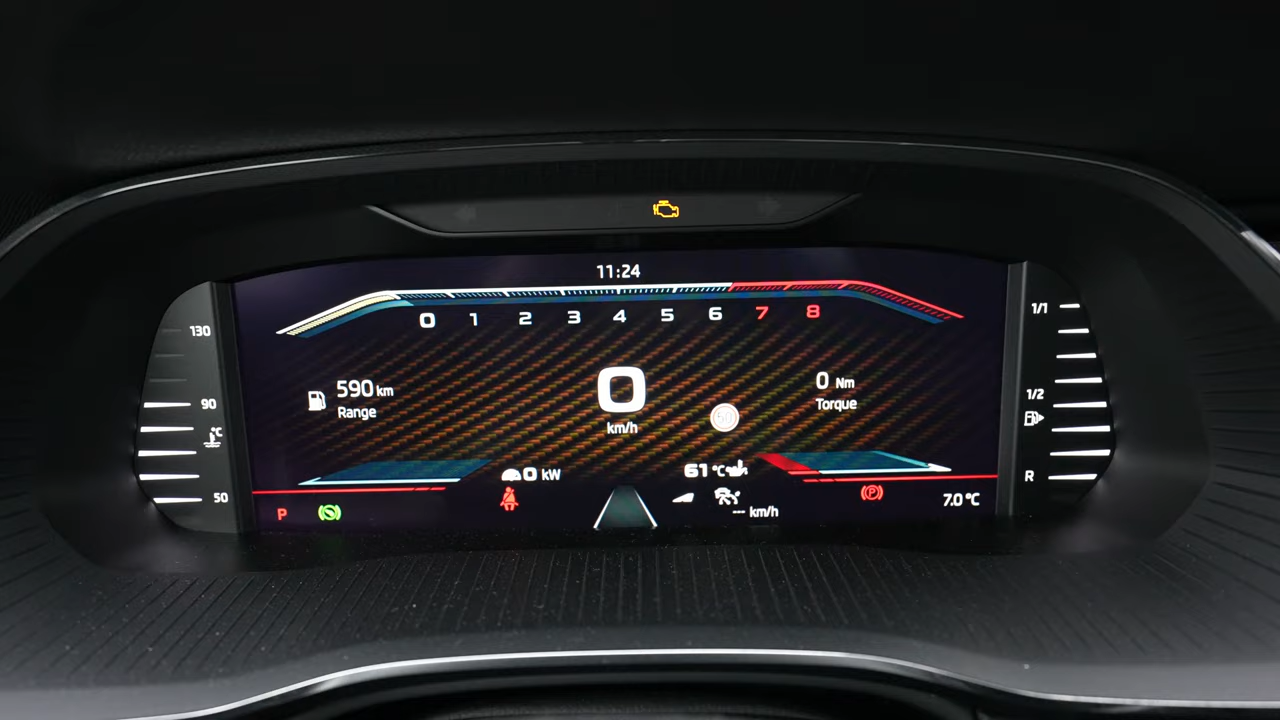 11:24
0 1 2 3 4 5 6 7 8
130
90
°C
50
590 km
Range
0
km/h
0 Nm
Torque
0 kW
61 °C
--- km/h
P
(P)
7.0 °C
1/1
1/2
R